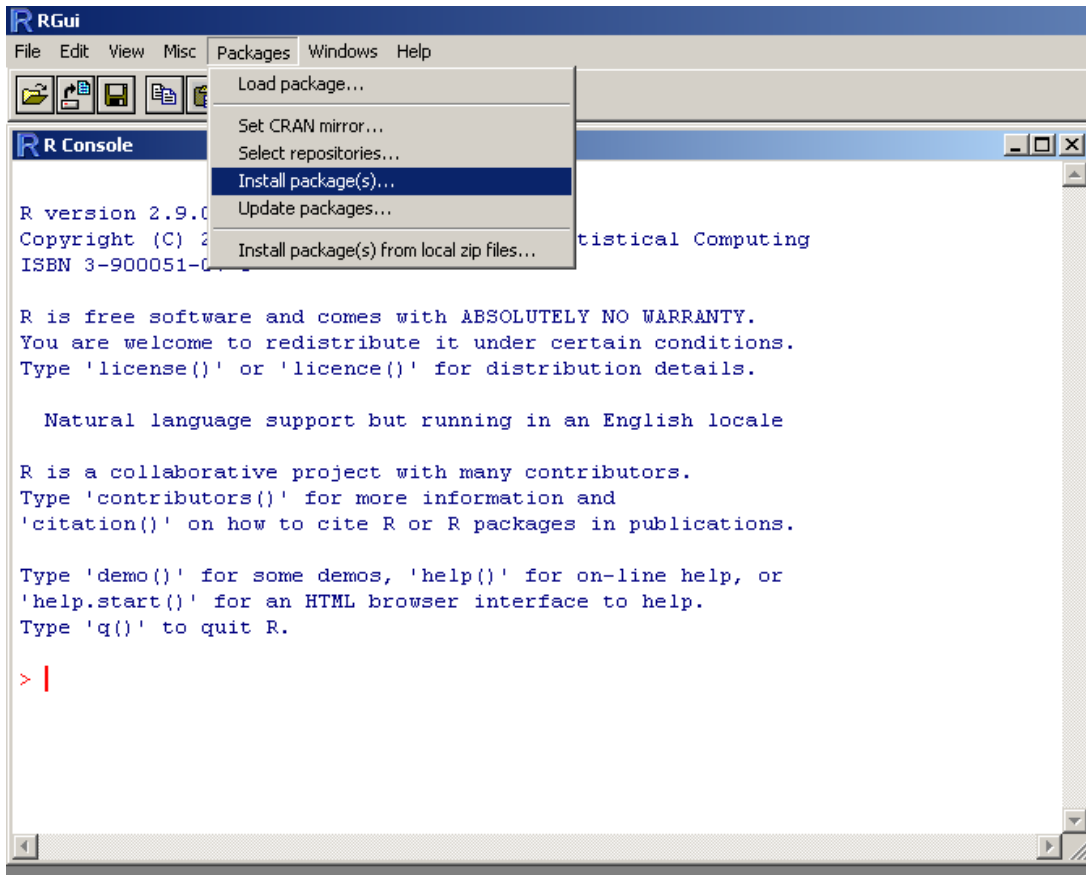 RGui
File Edit View Misc Packages Windows Help
Load package...
Set CRAN mirror...
Select repositories...
Install package(s)...
Update packages...
Install package(s) from local zip files...
R Console
R version 2.9.0
Copyright (C) 2 tistical Computing
ISBN 3-900051-
R is free software and comes with ABSOLUTELY NO WARRANTY.
You are welcome to redistribute it under certain conditions.
Type 'license()' or 'licence()' for distribution details.
Natural language support but running in an English locale
R is a collaborative project with many contributors.
Type 'contributors()' for more information and
'citation()' on how to cite R or R packages in publications.
Type 'demo()' for some demos, 'help()' for on-line help, or
'help.start()' for an HTML browser interface to help.
Type 'q()' to quit R.
>